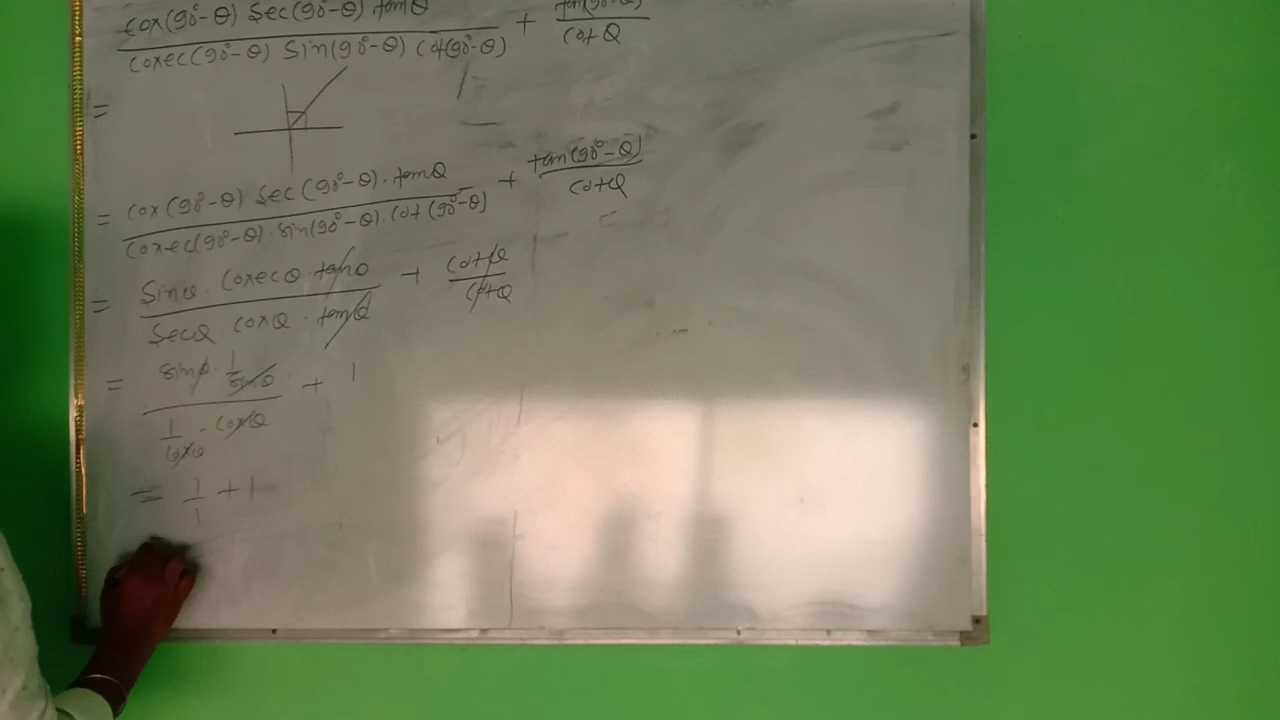 cos(90°-θ) sec(90°-θ) tanθ / cosec(90°-θ) sin(90°-θ) cot(90°-θ) + tan(90°-θ) / cotθ
=
= cos(90°-θ) sec(90°-θ)·tanθ / cosec(90°-θ)·sin(90°-θ)·cot(90°-θ) + tan(90°-θ) / cotθ
= sinθ·cosecθ·tanθ / secθ·cosθ·tanθ + cotθ / cotθ
= sinθ·1/sinθ / 1/cosθ·cosθ + 1
= 1/1 + 1